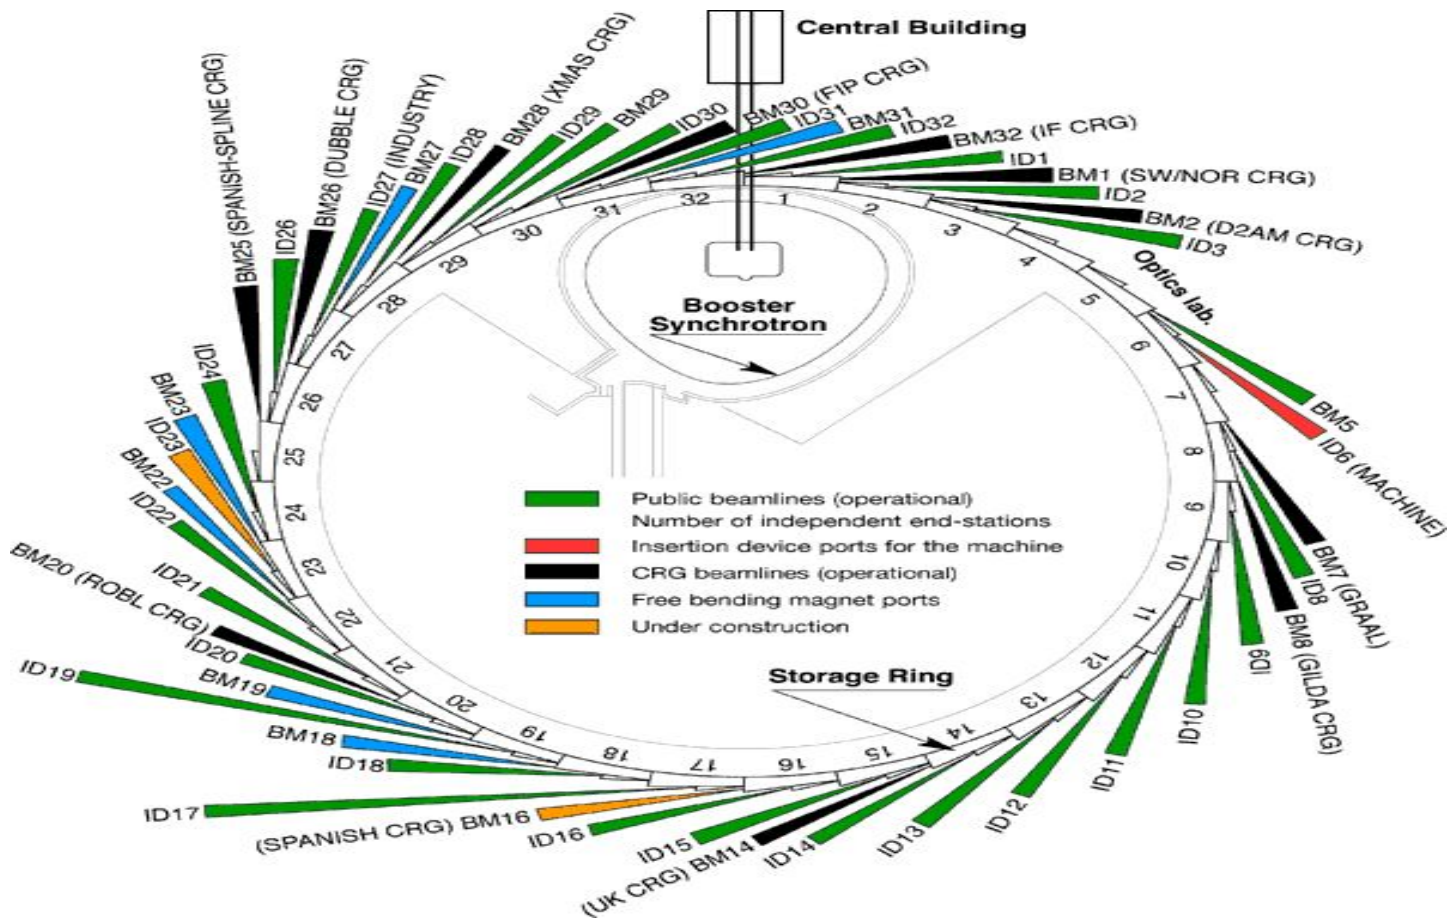 Central Building
BM25 (SPANISH-SPLINE CRG)
ID26
BM26 (DUBBLE CRG)
ID27 (INDUSTRY)
BM27
ID28
BM28 (XMAS CRG)
ID29
BM29
ID30
BM30 (FIP CRG)
ID31
BM31
ID32
BM32 (IF CRG)
ID1
BM1 (SW/NOR CRG)
ID2
BM2 (D2AM CRG)
ID3
Optics lab.
BM5
ID6 (MACHINE)
BM7 (GRAAL)
ID8
BM8 (GILDA CRG)
ID9
ID10
ID11
ID12
ID13
ID14
(UK CRG) BM14
ID15
ID16
(SPANISH CRG) BM16
ID17
ID18
BM18
ID19
BM19
ID20
BM20 (ROBL CRG)
ID21
ID22
BM22
ID23
BM23
ID24
1
2
3
4
5
6
7
8
9
10
11
12
13
14
15
16
17
18
19
20
21
22
23
24
25
26
27
28
29
30
31
32
Booster
Synchrotron
Public beamlines (operational)
Number of independent end-stations
Insertion device ports for the machine
CRG beamlines (operational)
Free bending magnet ports
Under construction
Storage Ring